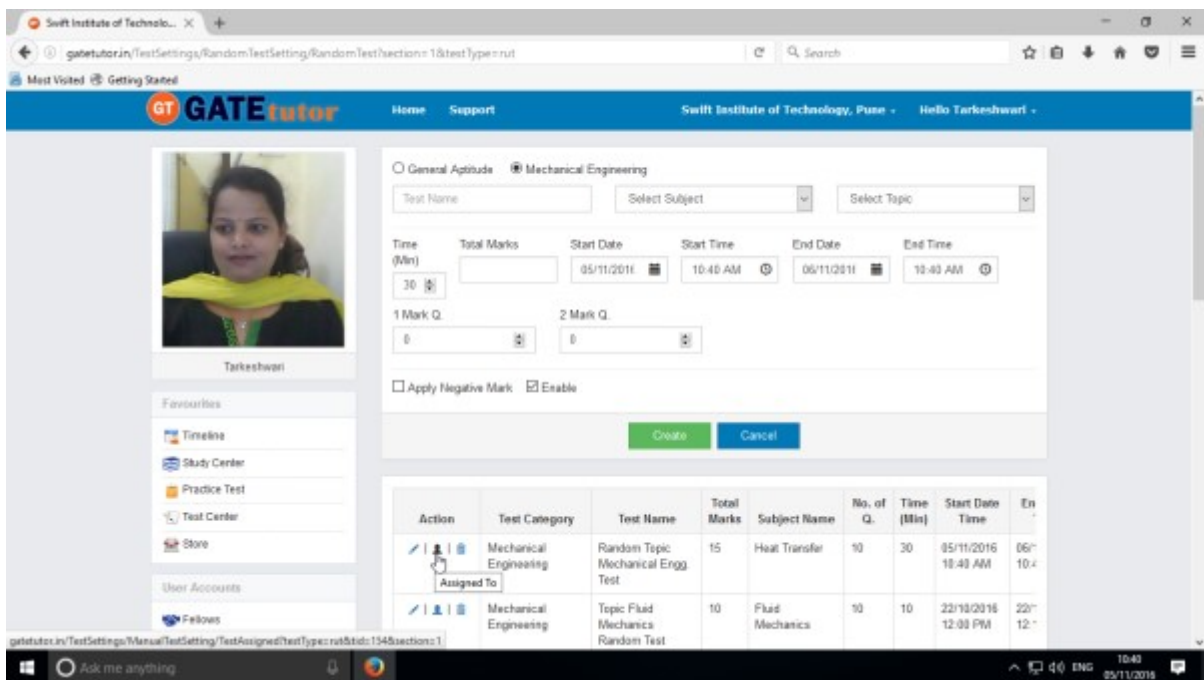 Swift Institute of Technolo...
gatetutor.in/TestSettings/RandomTestSetting/RandomTest?section=1&testType=rut
Search
Most Visited Getting Started
GT GATEtutor Home Support Swift Institute of Technology, Pune Hello Tarkeshwari
General Aptitude Mechanical Engineering
Test Name Select Subject Select Topic
Time (Min) Total Marks Start Date Start Time End Date End Time
30 05/11/2016 10:40 AM 06/11/2016 10:40 AM
1 Mark Q. 2 Mark Q.
0 0
Tarkeshwari
Apply Negative Mark Enable
Create Cancel
Favourites
Timeline
Study Center
Practice Test
Test Center
Store
User Accounts
Fellows
Action Test Category Test Name Total Marks Subject Name No. of Q. Time (Min) Start Date Time En
Mechanical Engineering Random Topic Mechanical Engg. Test 15 Heat Transfer 10 30 05/11/2016 10:40 AM 06/ 10:4
Assigned To
Mechanical Engineering Topic Fluid Mechanics Random Test 10 Fluid Mechanics 10 10 22/10/2016 12:00 PM 22/ 12:
gatetutor.in/TestSettings/ManualTestSetting/TestAssigned?testType=rut&tid=154&section=1
Ask me anything
ENG 10:40
05/11/2016